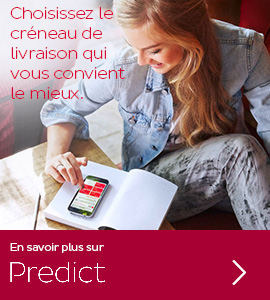 Choisissez le
créneau de
livraison qui
vous convient
le mieux.
En savoir plus sur
Predict